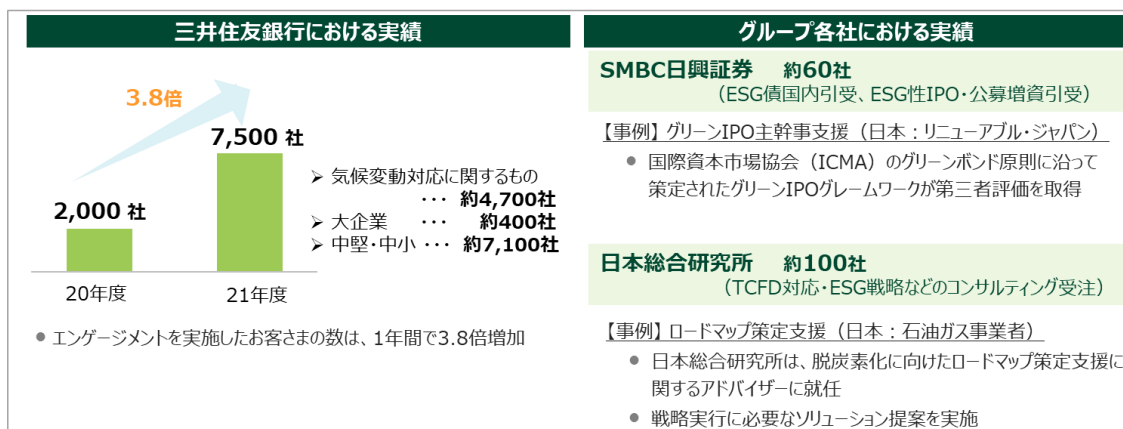 三井住友銀行における実績
3.8倍
7,500 社
2,000 社
20年度
21年度
➢ 気候変動対応に関するもの
･･･ 約4,700社
➢ 大企業 ･･･ 約400社
➢ 中堅・中小 ･･･ 約7,100社
● エンゲージメントを実施したお客さまの数は、1年間で3.8倍増加
グループ各社における実績
SMBC日興証券 約60社
（ESG債国内引受、ESG性IPO・公募増資引受）
【事例】グリーンIPO主幹事支援（日本：リニューアブル・ジャパン）
● 国際資本市場協会（ICMA）のグリーンボンド原則に沿って
策定されたグリーンIPOグレームワークが第三者評価を取得
日本総合研究所 約100社
（TCFD対応・ESG戦略などのコンサルティング受注）
【事例】ロードマップ策定支援（日本：石油ガス事業者）
● 日本総合研究所は、脱炭素化に向けたロードマップ策定支援に
関するアドバイザーに就任
● 戦略実行に必要なソリューション提案を実施